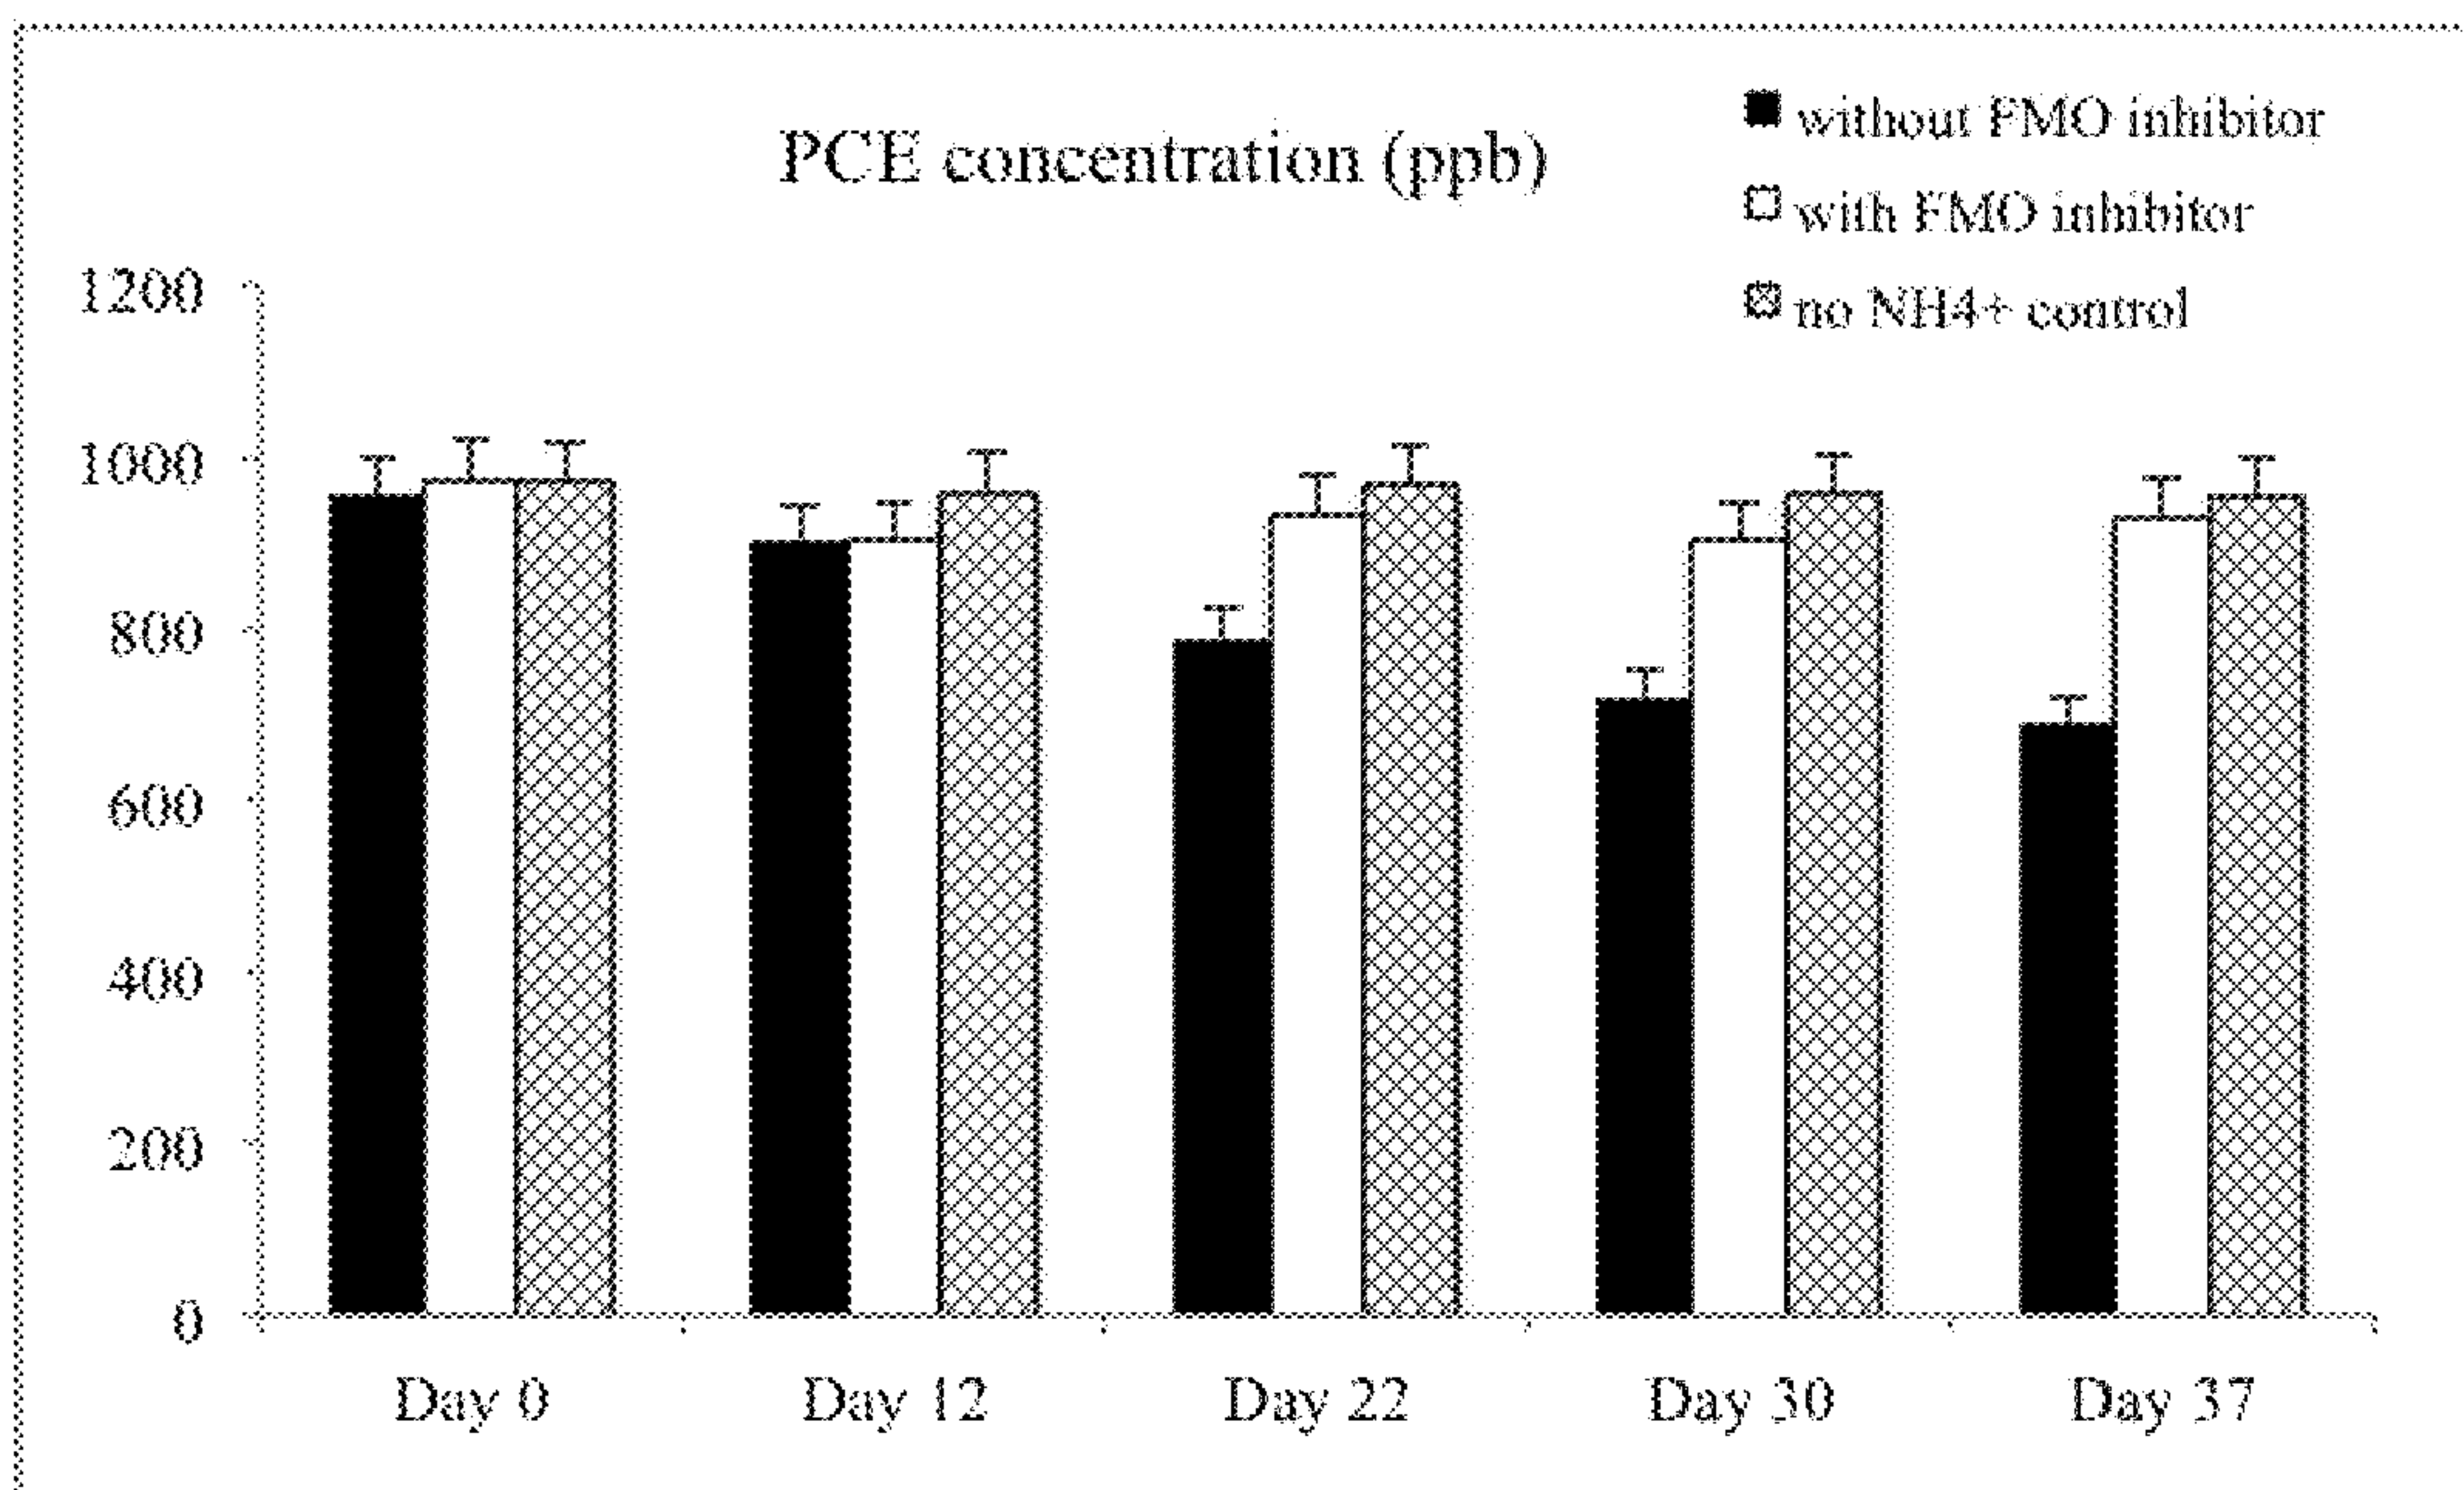 PCE concentration (ppb)
without FMO inhibitor
with FMO inhibitor
no NH4+ control
1200
1000
800
600
400
200
0
Day 0
Day 12
Day 22
Day 30
Day 37